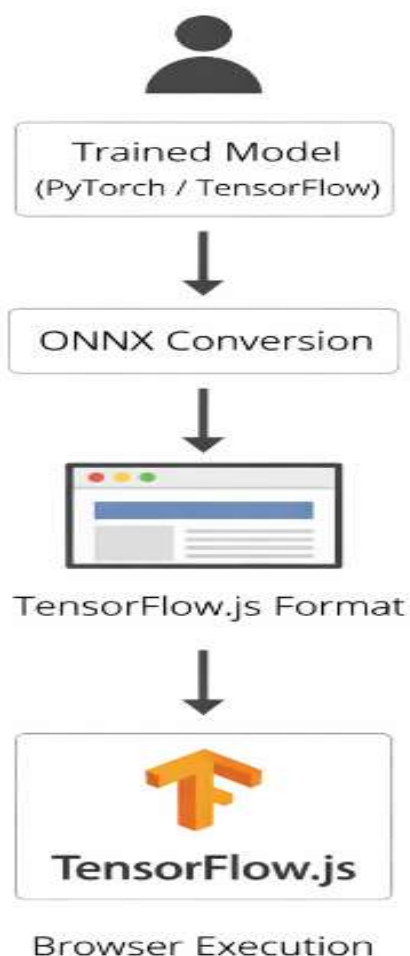 Trained Model
(PyTorch / TensorFlow)
ONNX Conversion
TensorFlow.js Format
TensorFlow.js
Browser Execution